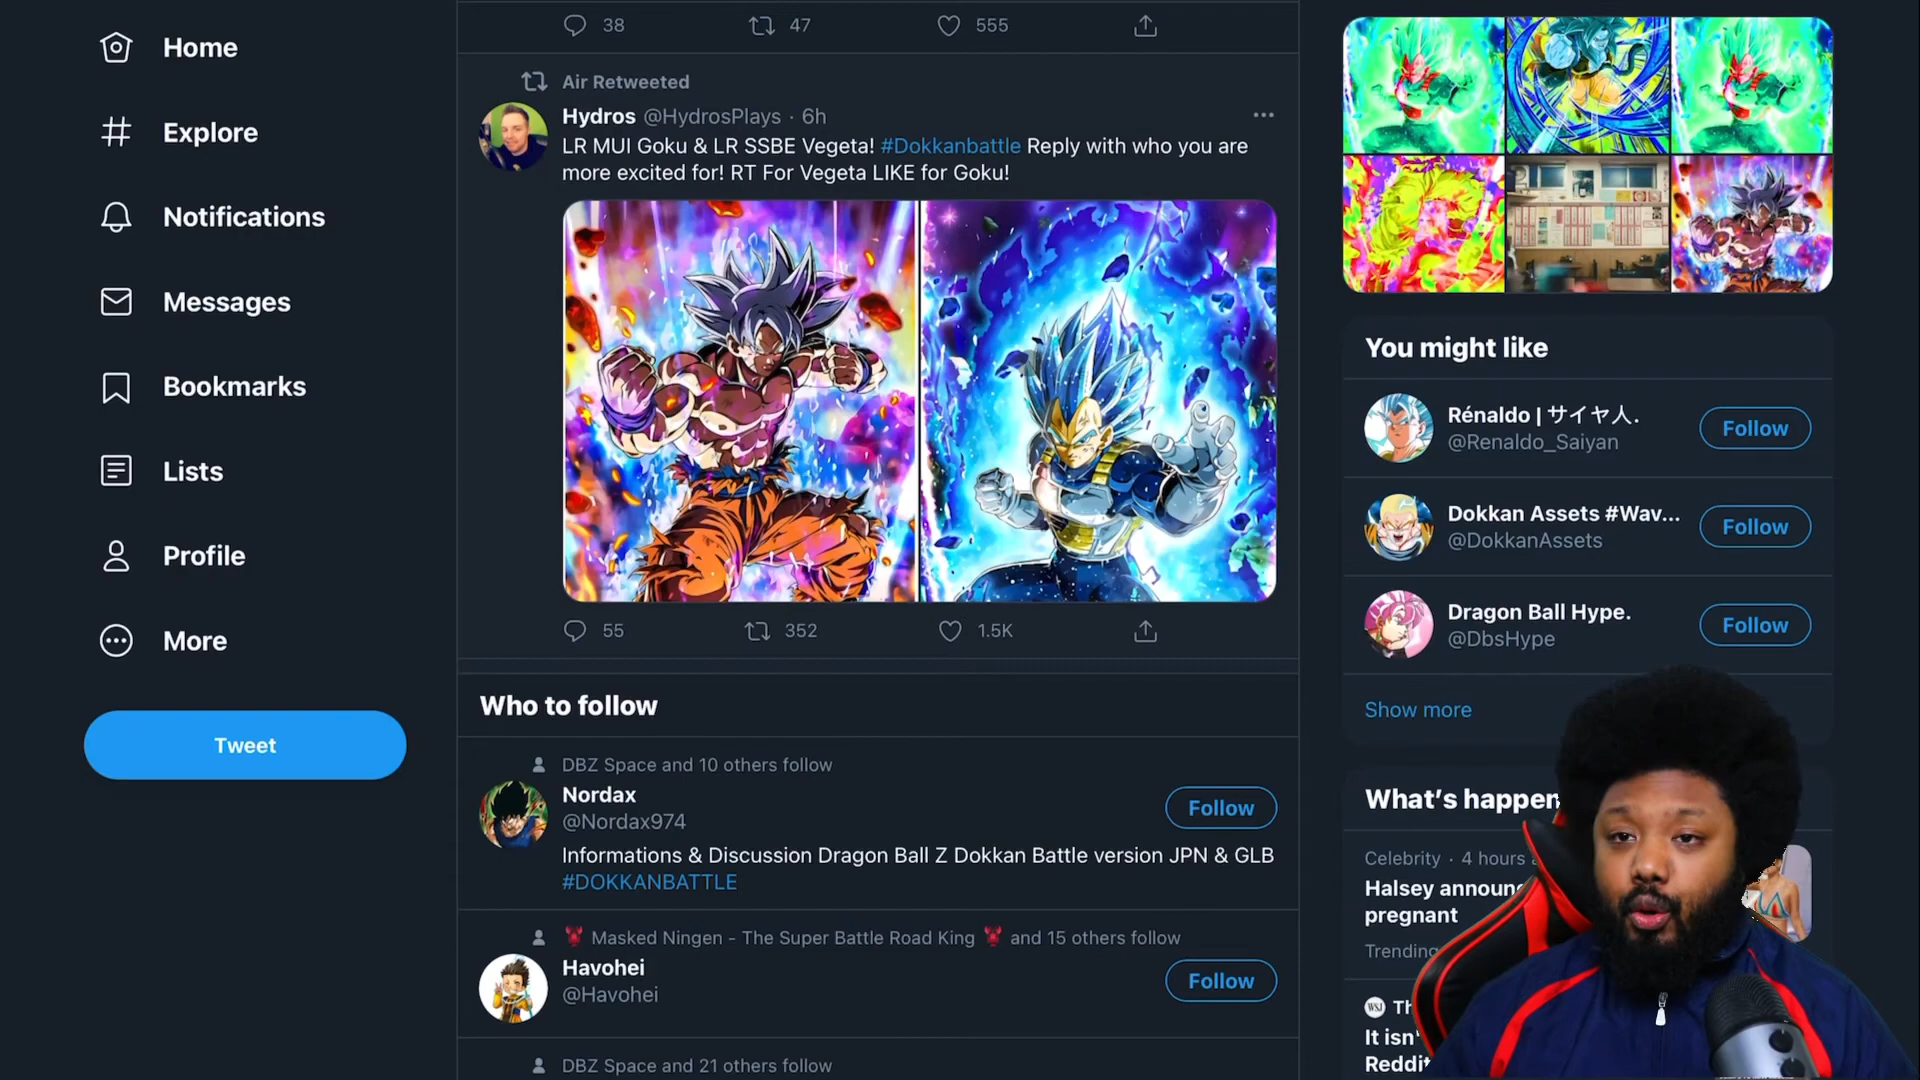 Home
Explore
Notifications
Messages
Bookmarks
Lists
Profile
More
Tweet
38 47 555
Air Retweeted
Hydros @HydrosPlays · 6h
LR MUI Goku & LR SSBE Vegeta! #Dokkanbattle Reply with who you are
more excited for! RT For Vegeta LIKE for Goku!
55 352 1.5K
Who to follow
DBZ Space and 10 others follow
Nordax
@Nordax974
Follow
Informations & Discussion Dragon Ball Z Dokkan Battle version JPN & GLB
#DOKKANBATTLE
Masked Ningen - The Super Battle Road King and 15 others follow
Havohei
@Havohei
Follow
DBZ Space and 21 others follow
You might like
Rénaldo | サイヤ人.
@Renaldo_Saiyan
Follow
Dokkan Assets #Wav...
@DokkanAssets
Follow
Dragon Ball Hype.
@DbsHype
Follow
Show more
What's happen
Celebrity · 4 hours
Halsey announc
pregnant
Trending
WSJ Th
It isn'
Reddit